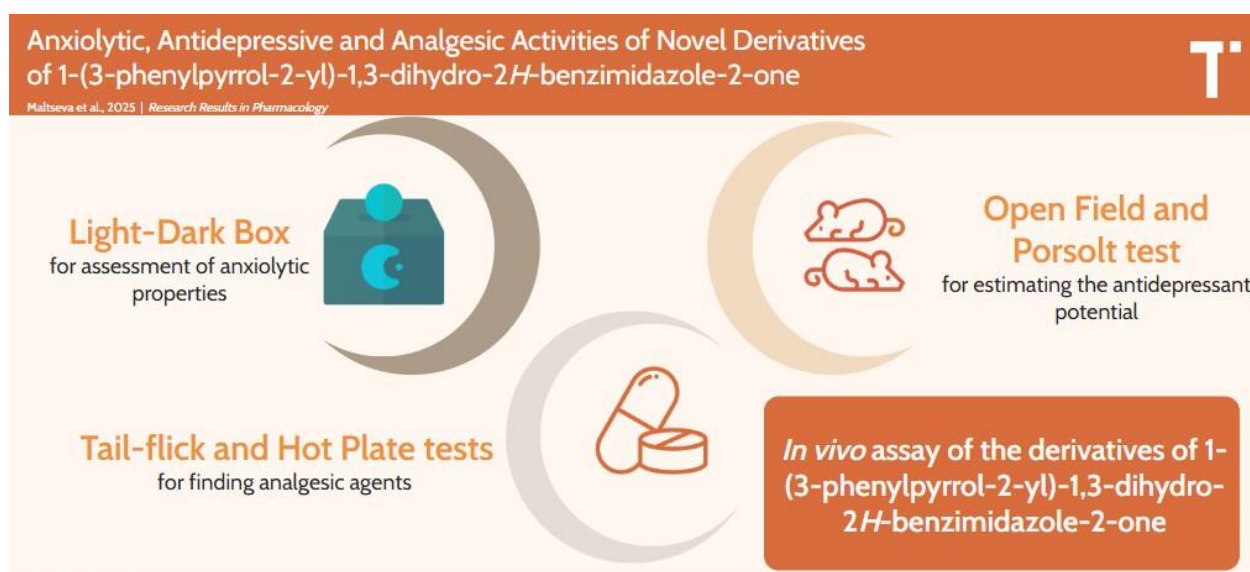 Anxiolytic, Antidepressive and Analgesic Activities of Novel Derivatives
of 1-(3-phenylpyrrol-2-yl)-1,3-dihydro-2H-benzimidazole-2-one
Maltseva et al., 2025 | Research Results in Pharmacology
Light-Dark Box
for assessment of anxiolytic
properties
Open Field and
Porsolt test
for estimating the antidepressant
potential
Tail-flick and Hot Plate tests
for finding analgesic agents
In vivo assay of the derivatives of 1-
(3-phenylpyrrol-2-yl)-1,3-dihydro-
2H-benzimidazole-2-one